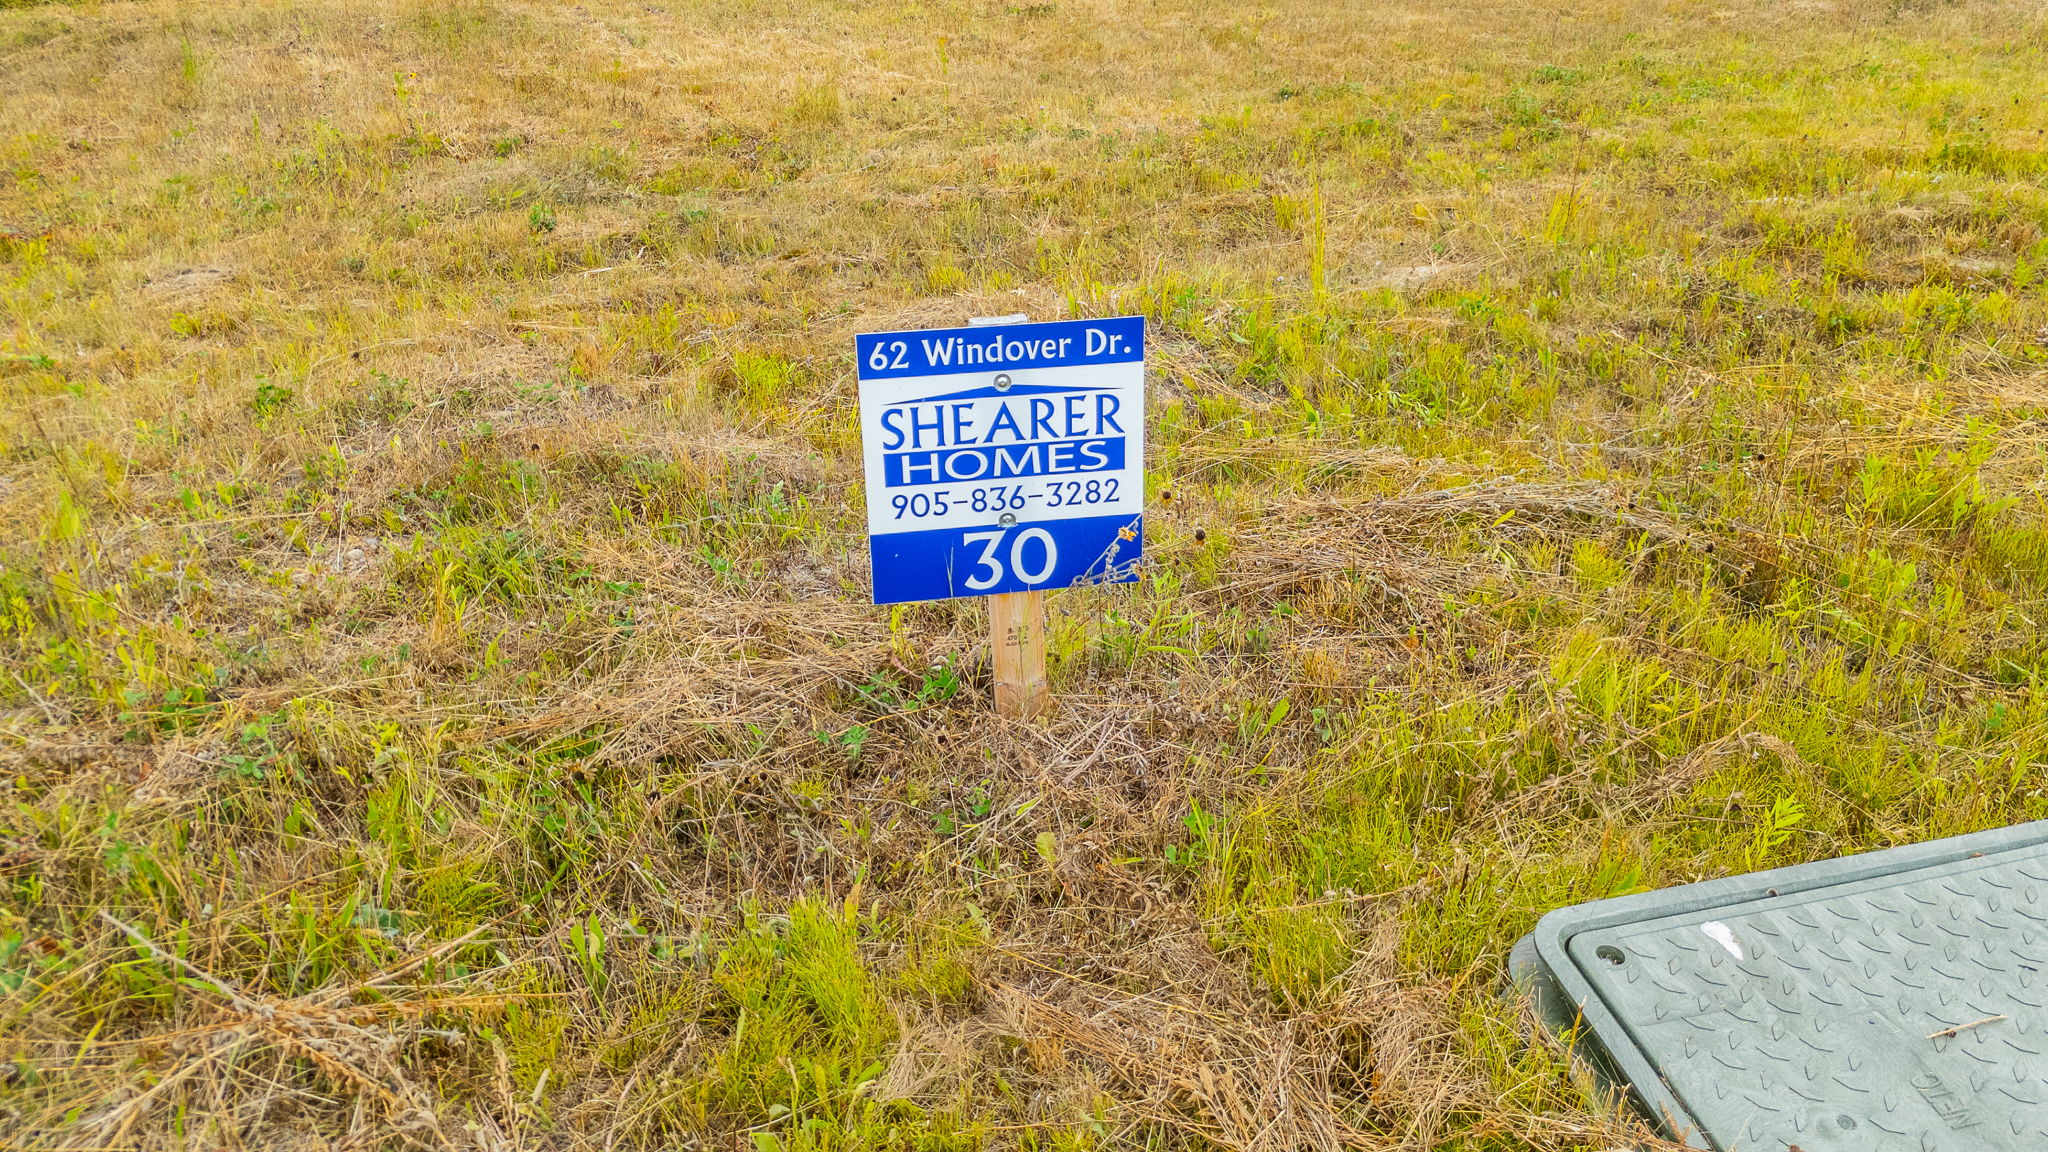 62 Windover Dr.
SHEARER
HOMES
905-836-3282
30